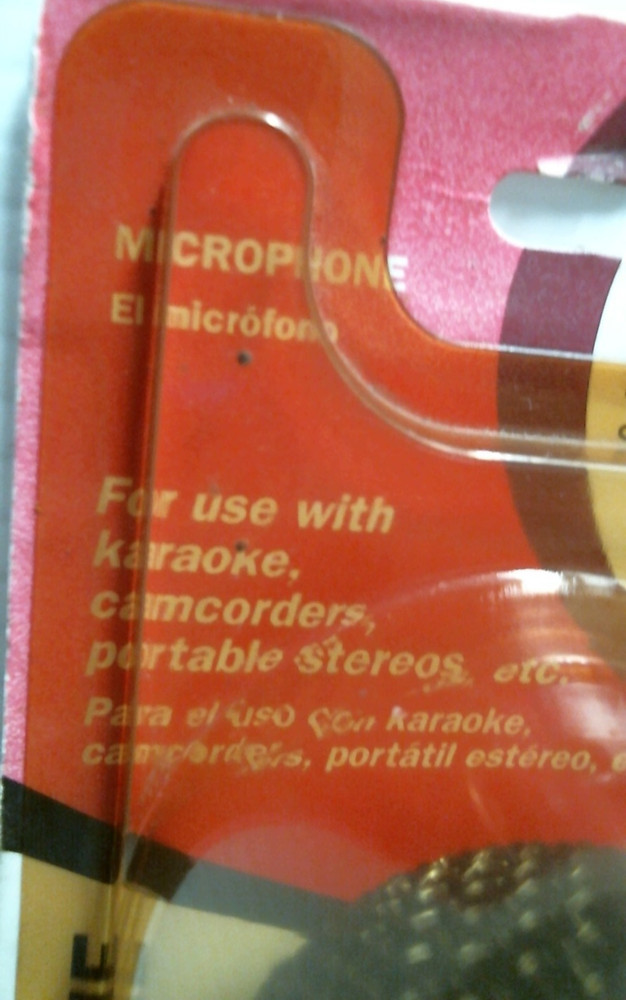 MICROPHONE
El micrófono
For use with
karaoke,
camcorders,
portable stereos, etc.
Para el uso con karaoke,
camcorders, portátil estéreo,